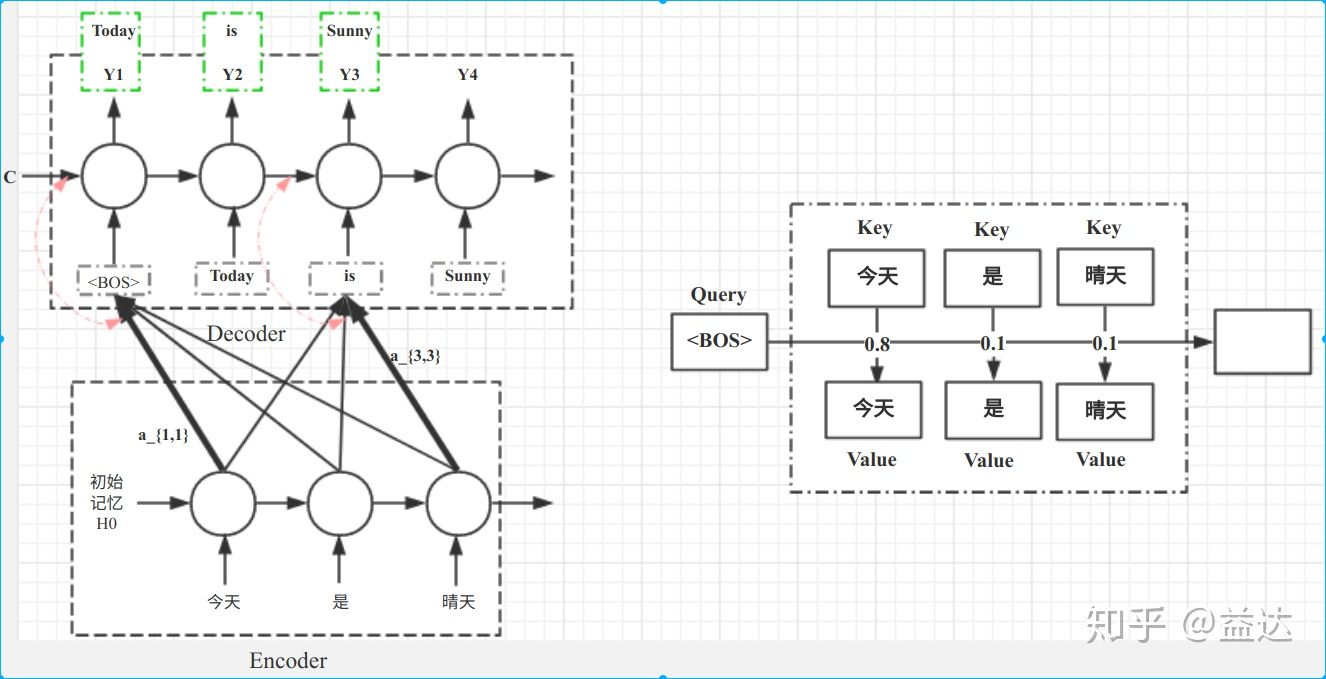 Today
is
Sunny
Y1
Y2
Y3
Y4
C
<BOS>
Today
is
Sunny
Decoder
a_{1,1}
a_{3,3}
初始
记忆
H0
今天
是
晴天
Encoder
Query
<BOS>
Key
Key
Key
今天
是
晴天
0.8
0.1
0.1
今天
是
晴天
Value
Value
Value
知乎 @益达